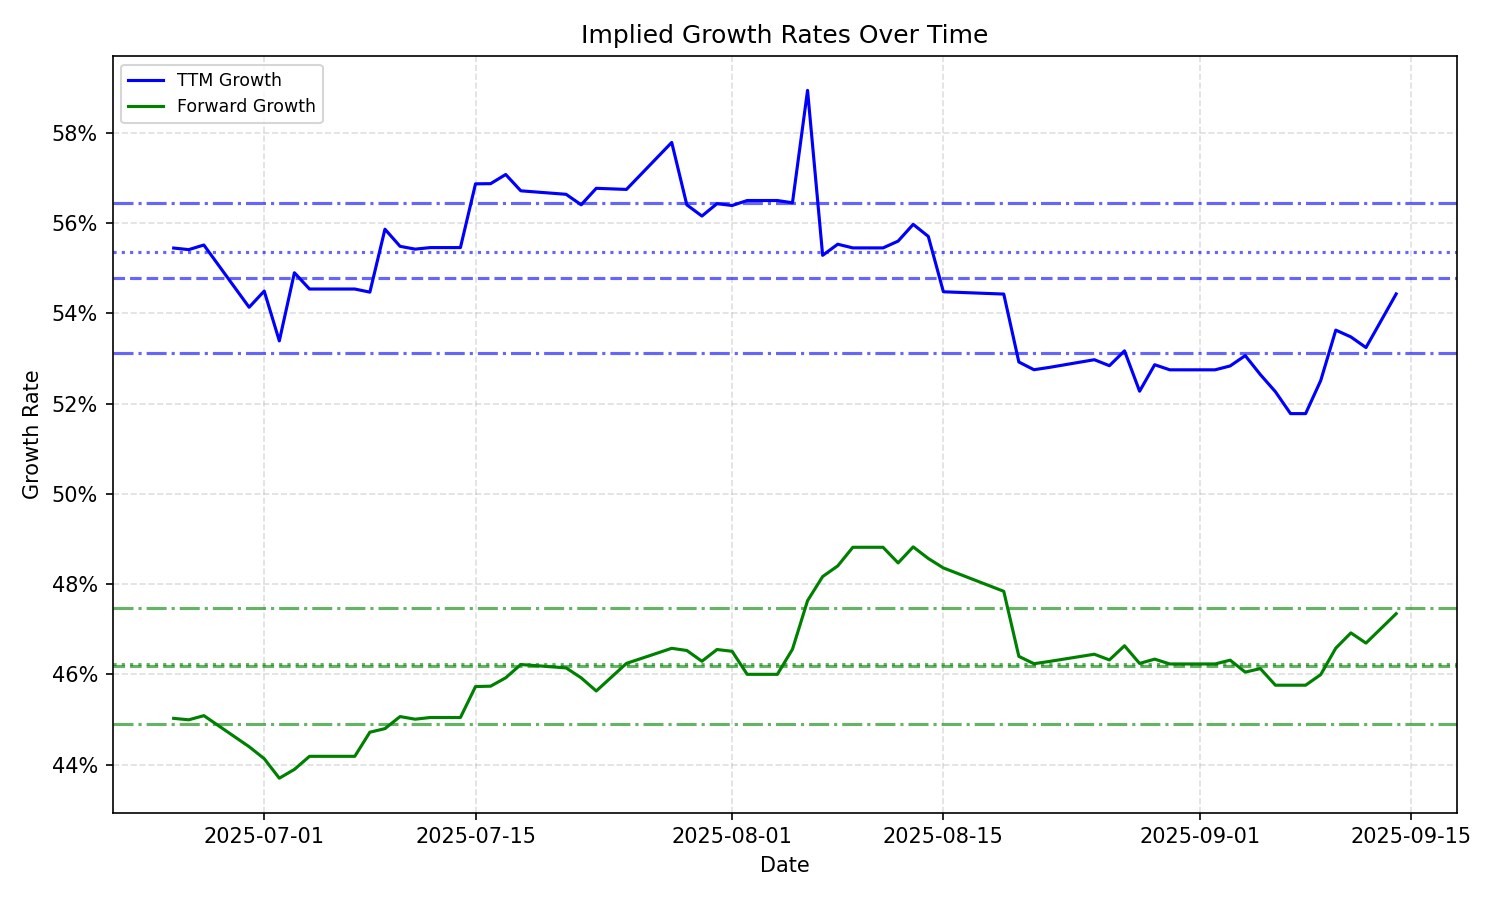 Implied Growth Rates Over Time
TTM Growth
Forward Growth
58%
56%
54%
52%
50%
48%
46%
44%
Growth Rate
2025-07-01
2025-07-15
2025-08-01
2025-08-15
2025-09-01
2025-09-15
Date